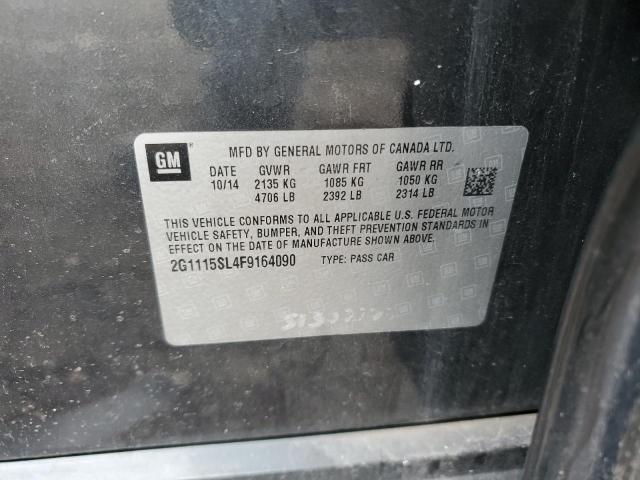 GM
MFD BY GENERAL MOTORS OF CANADA LTD.
DATE GVWR GAWR FRT GAWR RR
10/14 2135 KG 1085 KG 1050 KG
4706 LB 2392 LB 2314 LB
THIS VEHICLE CONFORMS TO ALL APPLICABLE U.S. FEDERAL MOTOR
VEHICLE SAFETY, BUMPER, AND THEFT PREVENTION STANDARDS IN
EFFECT ON THE DATE OF MANUFACTURE SHOWN ABOVE.
2G1115SL4F9164090 TYPE: PASS CAR